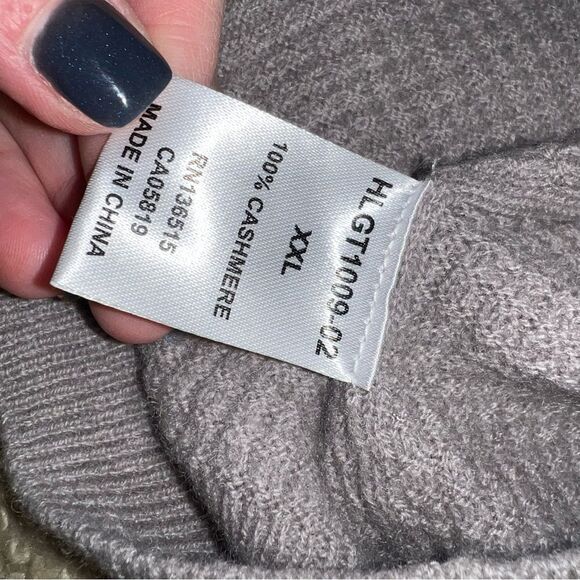 HLGT1009-02
XXL
100% CASHMERE
RN136515
CA05819
MADE IN CHINA